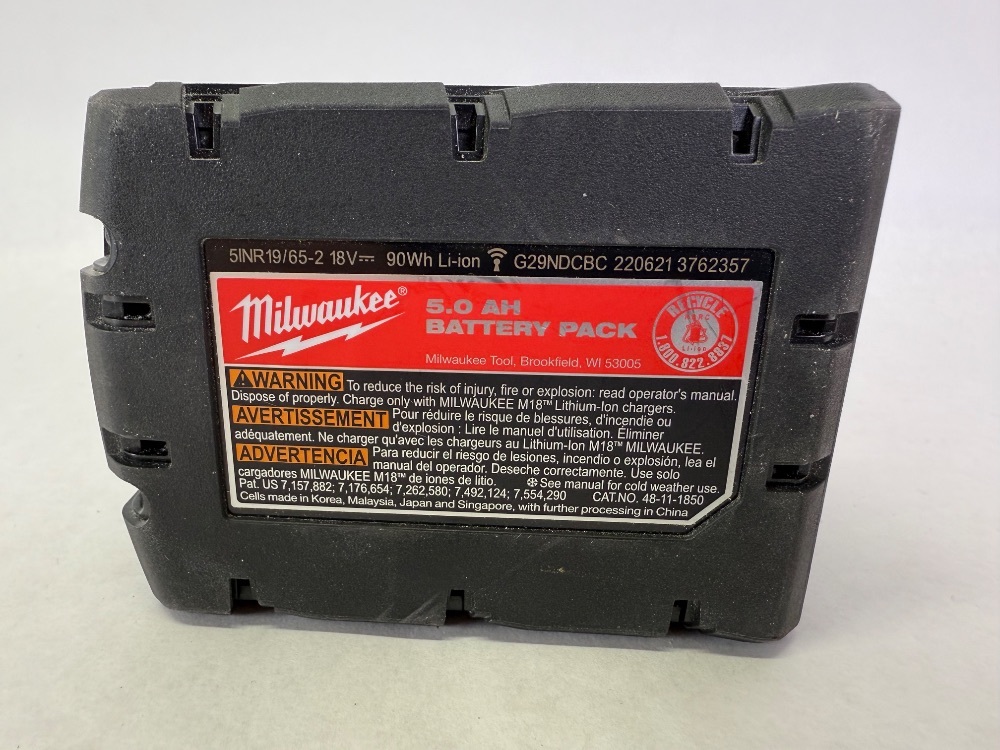 5INR19/65-2 18V⎓ 90Wh Li-ion G29NDCBC 220621 3762357
Milwaukee®
5.0 AH
BATTERY PACK
RECYCLE
Li-ion
1.800.822.8837
Milwaukee Tool, Brookfield, WI 53005
⚠WARNING To reduce the risk of injury, fire or explosion: read operator's manual.
Dispose of properly. Charge only with MILWAUKEE M18™ Lithium-Ion chargers.
AVERTISSEMENT Pour réduire le risque de blessures, d'incendie ou
d'explosion : Lire le manuel d'utilisation. Éliminer
adéquatement. Ne charger qu'avec les chargeurs au Lithium-Ion M18™ MILWAUKEE.
ADVERTENCIA Para reducir el riesgo de lesiones, incendio o explosión, lea el
manual del operador. Deseche correctamente. Use solo
cargadores MILWAUKEE M18™ de iones de litio. ❄See manual for cold weather use.
Pat. US 7,157,882; 7,176,654; 7,262,580; 7,492,124; 7,554,290 CAT.NO. 48-11-1850
Cells made in Korea, Malaysia, Japan and Singapore, with further processing in China